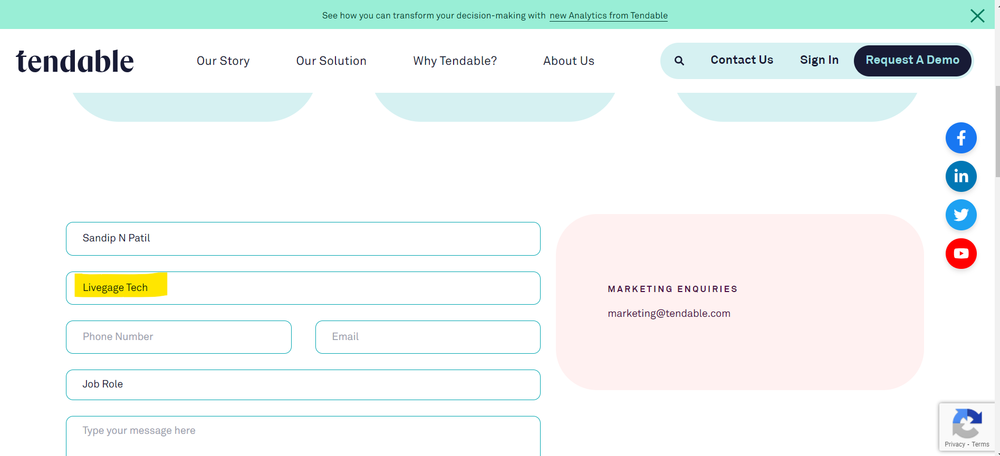 See how you can transform your decision-making with new Analytics from Tendable
tendable
Our Story
Our Solution
Why Tendable?
About Us
Contact Us
Sign In
Request A Demo
Sandip N Patil
Livegage Tech
Phone Number
Email
Job Role
Type your message here
MARKETING ENQUIRIES
marketing@tendable.com
Privacy - Terms